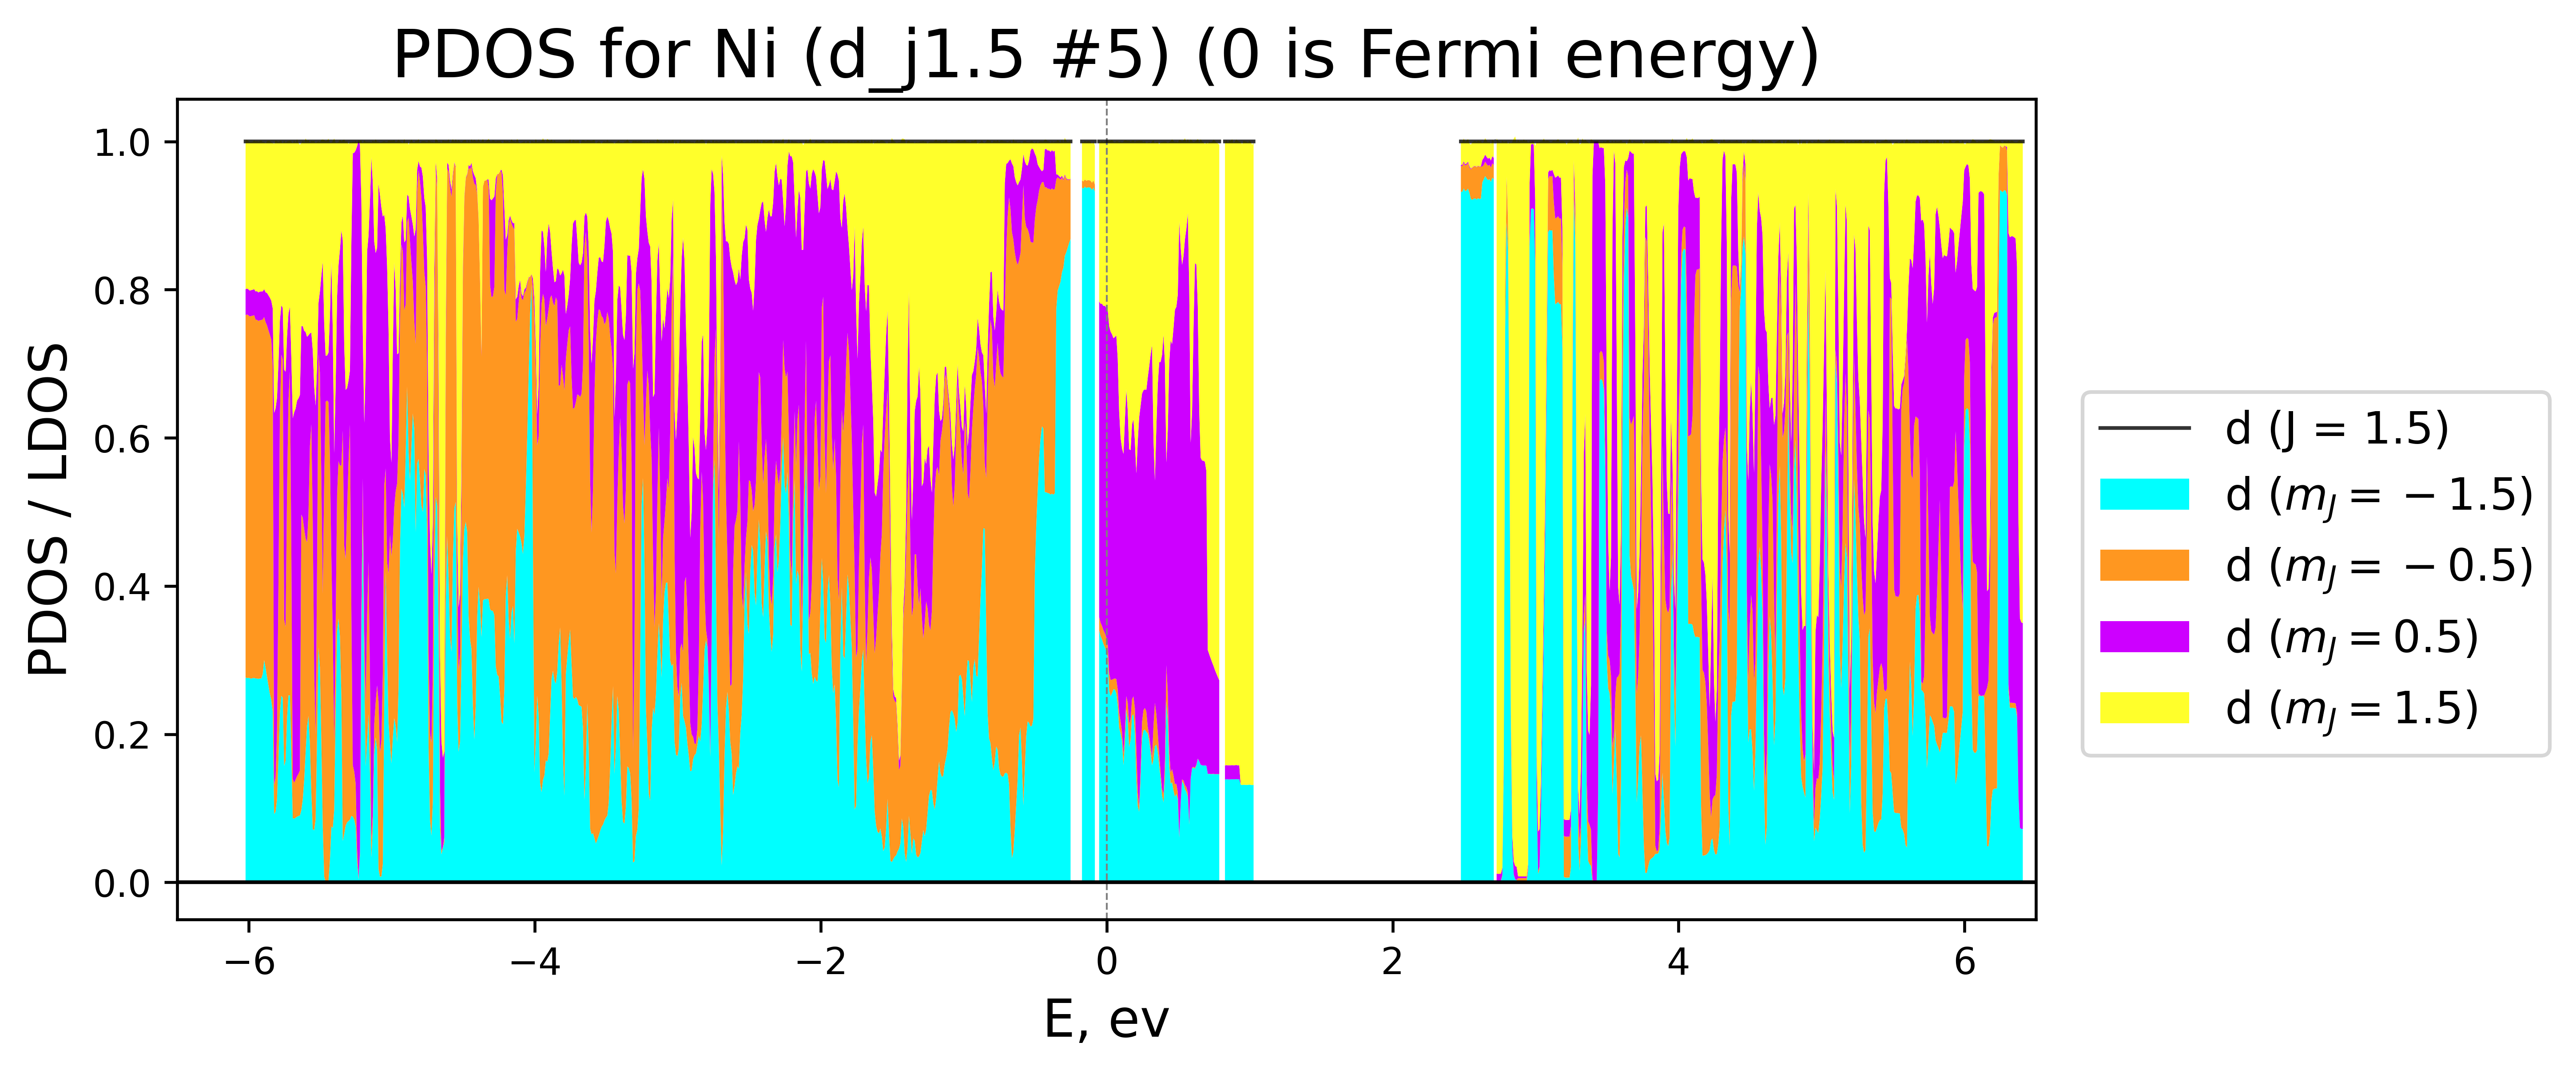 PDOS for Ni (d_j1.5 #5) (0 is Fermi energy)
PDOS / LDOS
1.0
0.8
0.6
0.4
0.2
0.0
−6
−4
−2
0
2
4
6
E, ev
d (J = 1.5)
d (m_J = − 1.5)
d (m_J = − 0.5)
d (m_J = 0.5)
d (m_J = 1.5)